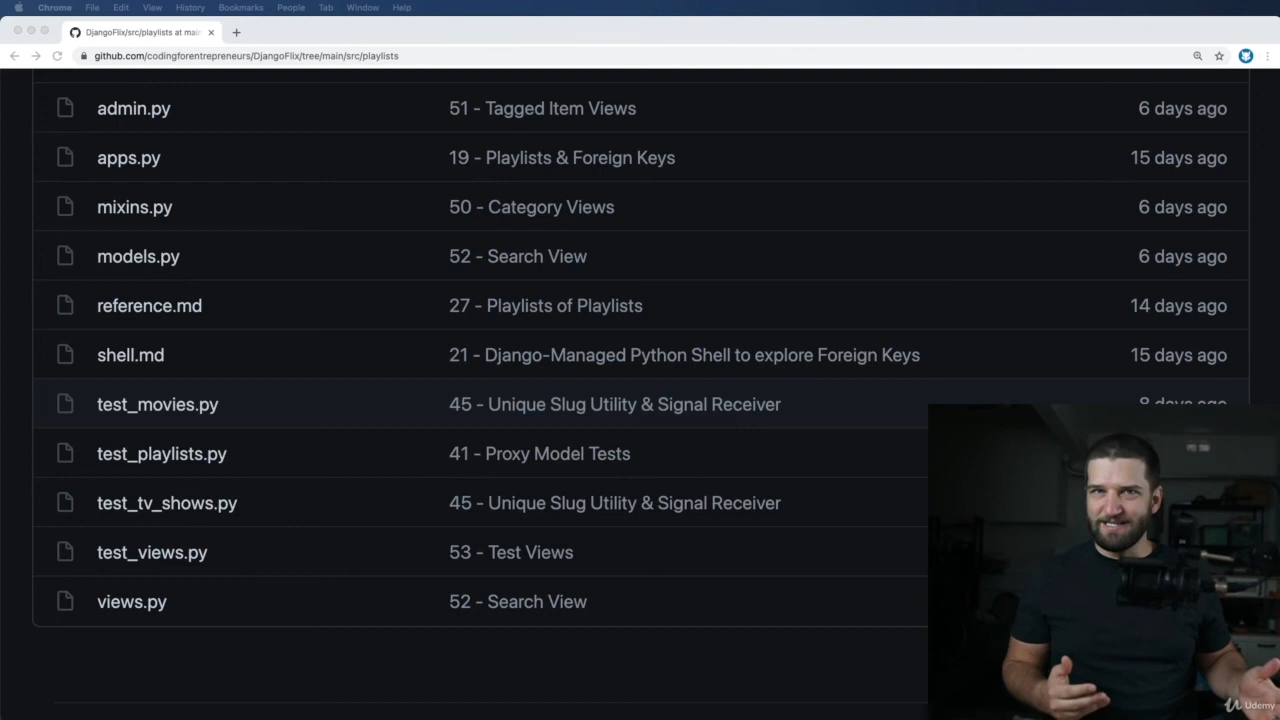 Chrome File Edit View History Bookmarks People Tab Window Help
DjangoFlix/src/playlists at mai
github.com/codingforentrepreneurs/DjangoFlix/tree/main/src/playlists
admin.py 51 - Tagged Item Views 6 days ago
apps.py 19 - Playlists & Foreign Keys 15 days ago
mixins.py 50 - Category Views 6 days ago
models.py 52 - Search View 6 days ago
reference.md 27 - Playlists of Playlists 14 days ago
shell.md 21 - Django-Managed Python Shell to explore Foreign Keys 15 days ago
test_movies.py 45 - Unique Slug Utility & Signal Receiver 8 days ago
test_playlists.py 41 - Proxy Model Tests
test_tv_shows.py 45 - Unique Slug Utility & Signal Receiver
test_views.py 53 - Test Views
views.py 52 - Search View
Udemy